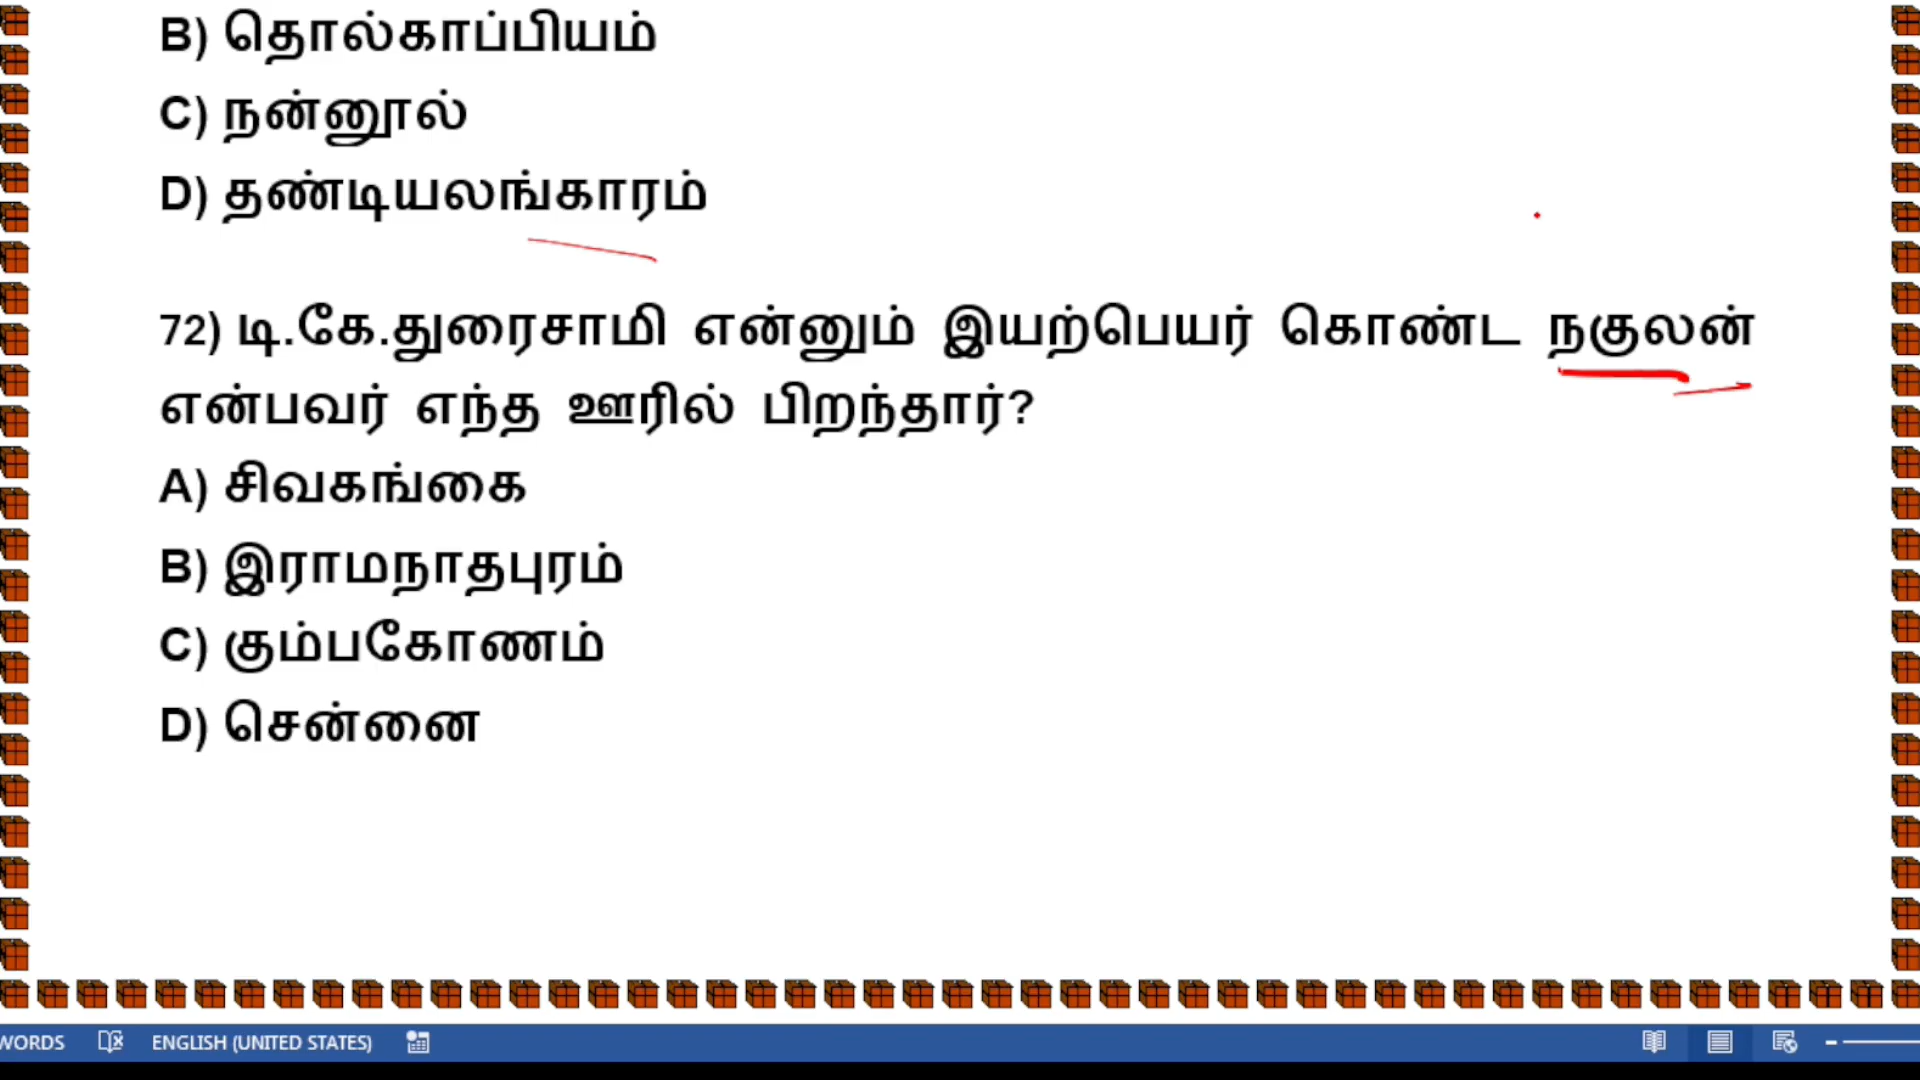 B) தொல்காப்பியம்
C) நன்னூல்
D) தண்டியலங்காரம்
72) டி.கே.துரைசாமி என்னும் இயற்பெயர் கொண்ட நகுலன்
என்பவர் எந்த ஊரில் பிறந்தார்?
A) சிவகங்கை
B) இராமநாதபுரம்
C) கும்பகோணம்
D) சென்னை
WORDS ENGLISH (UNITED STATES)